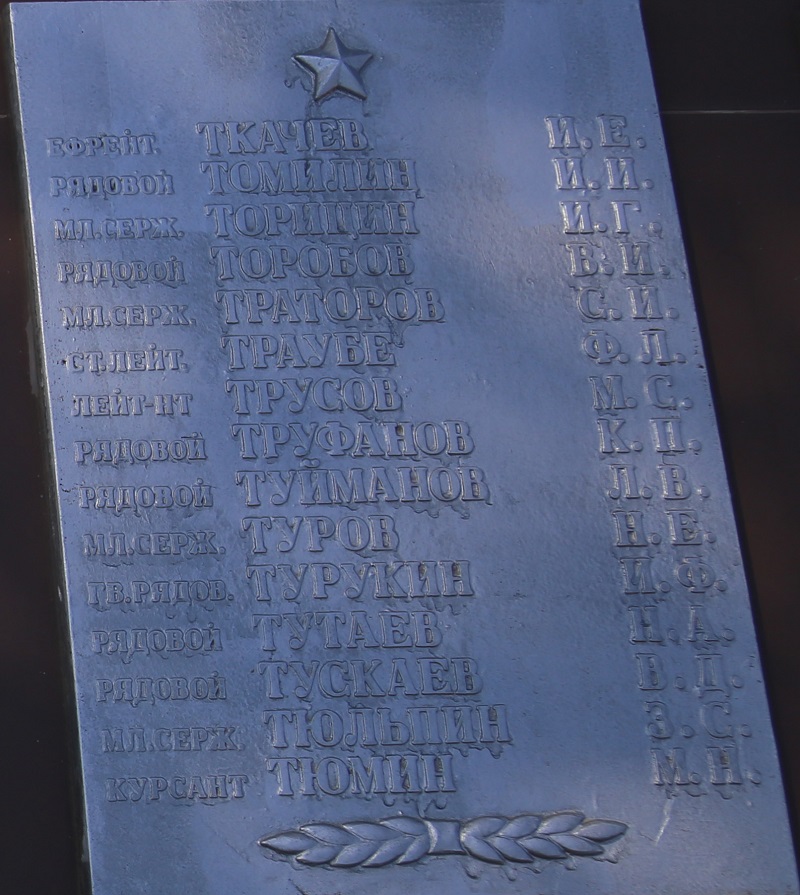 ЕФРЕЙТ. ТКАЧЕВ И. Е.
РЯДОВОЙ ТОМИЛИН И. И.
МЛ.СЕРЖ. ТОРИЦИН И. Г.
РЯДОВОЙ ТОРОБОВ В. И.
МЛ.СЕРЖ. ТРАТОРОВ С. И.
СТ.ЛЕЙТ. ТРАУБЕ Ф. Л.
ЛЕЙТ-НТ ТРУСОВ М. С.
РЯДОВОЙ ТРУФАНОВ К. П.
РЯДОВОЙ ТУЙМАНОВ Л. В.
МЛ.СЕРЖ. ТУРОВ Н. Е.
ГВ.РЯДОВ. ТУРУКИН И. Ф.
РЯДОВОЙ ТУТАЕВ Н. А.
РЯДОВОЙ ТУСКАЕВ В. Д.
МЛ.СЕРЖ. ТЮЛЬПИН З. С.
КУРСАНТ ТЮМИН М. Н.